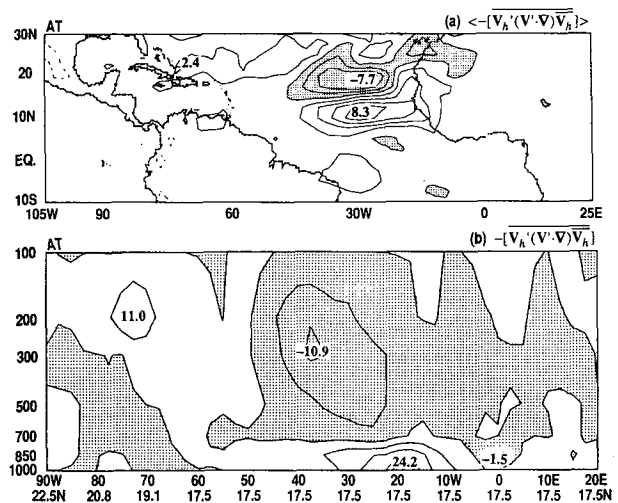 AT
(a) <-[V_h'(V'·∇)V_h]>
30N
20
10N
EQ.
10S
2.4
-7.7
8.3
105W 90 60 30W 0 25E
AT
(b) -[V_h'(V'·∇)V_h]
100
200
300
500
700
850
1000
11.0
-10.9
24.2
-1.5
90W 80 70 60 50 40 30 20 10W 0 10E 20E
22.5N 20.8 19.1 17.5 17.5 17.5 17.5 17.5 17.5 17.5 17.5 17.5N